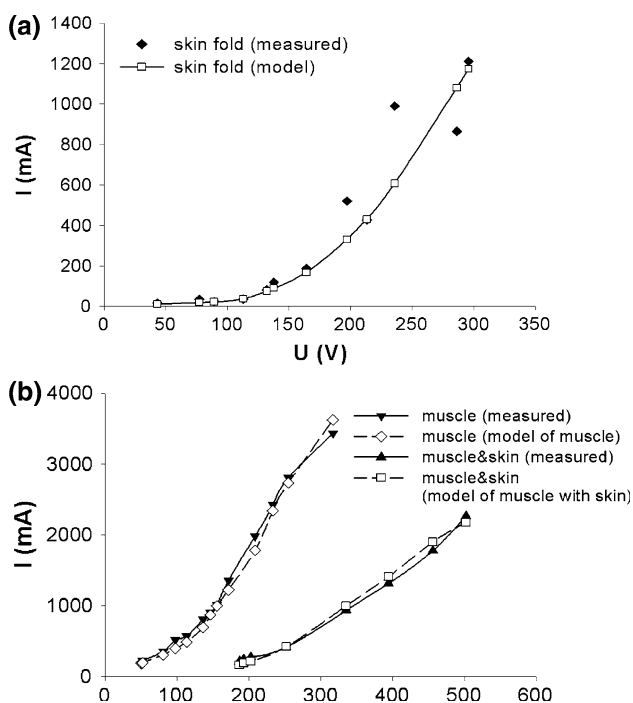 (a)
skin fold (measured)
skin fold (model)
I (mA)
1400
1200
1000
800
600
400
200
0
0 50 100 150 200 250 300 350
U (V)
(b)
muscle (measured)
muscle (model of muscle)
muscle&skin (measured)
muscle&skin
(model of muscle with skin)
I (mA)
4000
3000
2000
1000
0
0 100 200 300 400 500 600